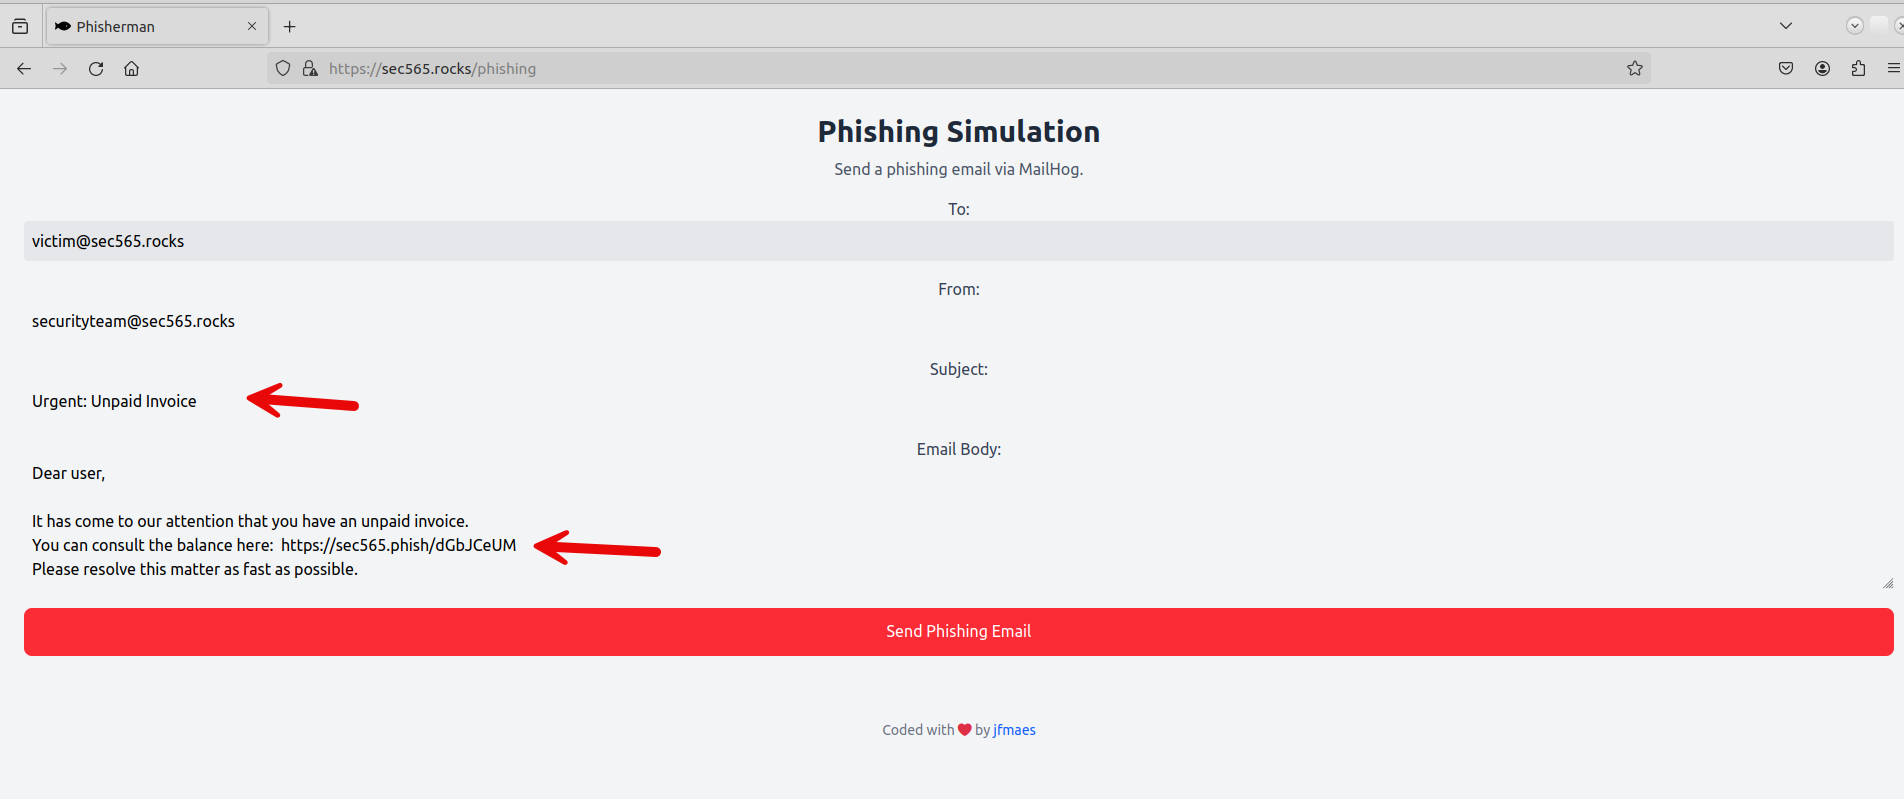 Phisherman
https://sec565.rocks/phishing
Phishing Simulation
Send a phishing email via MailHog.
To:
victim@sec565.rocks
From:
securityteam@sec565.rocks
Subject:
Urgent: Unpaid Invoice
Email Body:
Dear user,
It has come to our attention that you have an unpaid invoice.
You can consult the balance here:  https://sec565.phish/dGbJCeUM
Please resolve this matter as fast as possible.
Send Phishing Email
Coded with ❤ by jfmaes